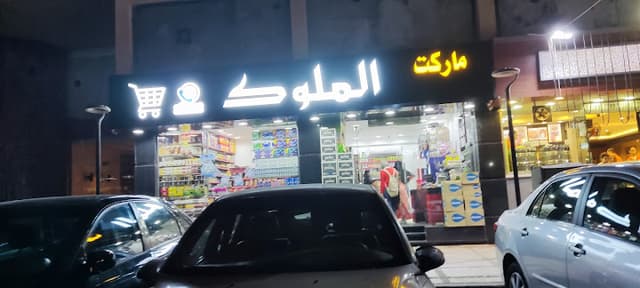 ماركت
الملوك